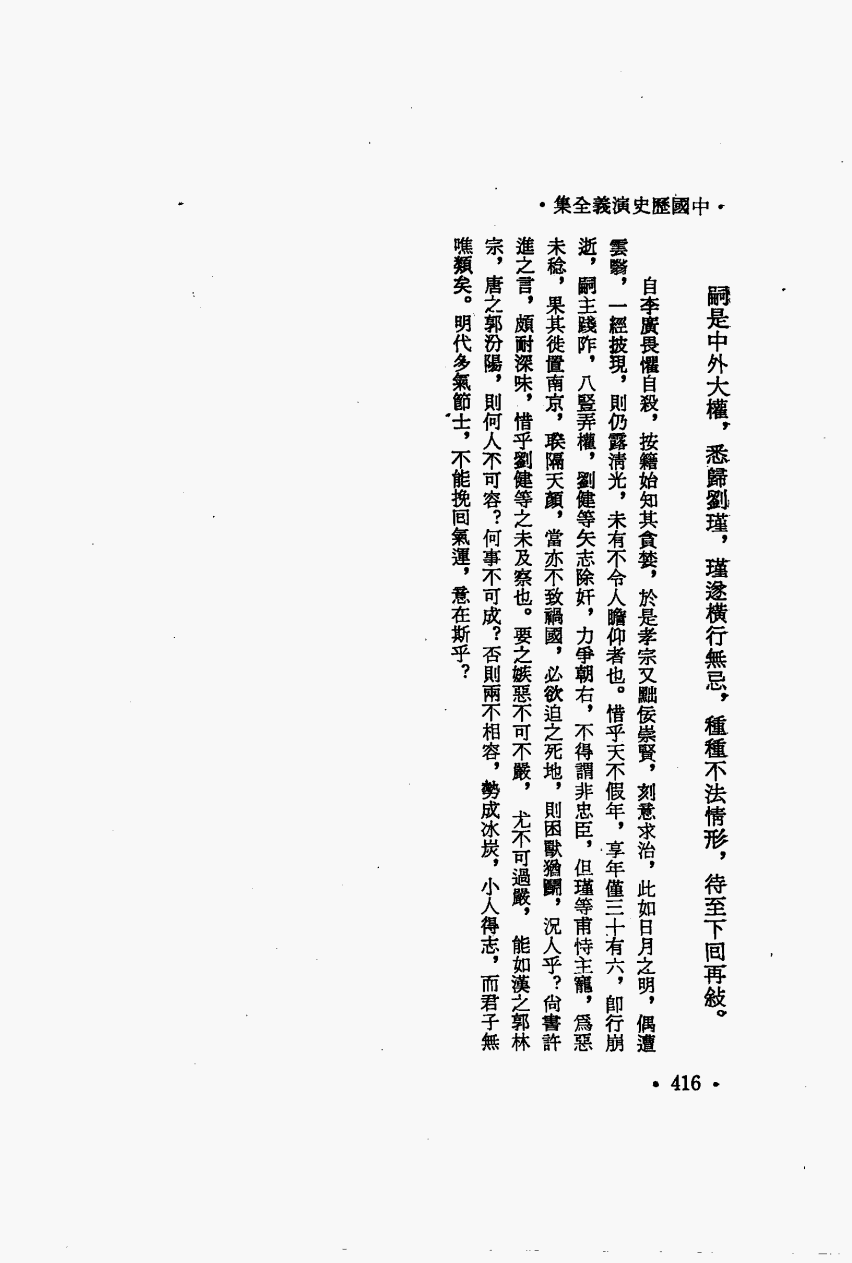 ·中國歷史演義全集·
嗣是中外大權，悉歸劉瑾，瑾遂橫行無忌，種種不法情形，待至下回再敍。
自李廣畏懼自殺，按籍始知其貪婪，於是孝宗又黜佞崇賢，刻意求治，此如日月之明，偶遭
雲翳，一經披現，則仍露清光，未有不令人瞻仰者也。惜乎天不假年，享年僅三十有六，卽行崩
逝，嗣主踐阼，八豎弄權，劉健等矢志除奸，力爭朝右，不得謂非忠臣，但瑾等甫恃主寵，爲惡
未稔，果其徙置南京，睽隔天顏，當亦不致禍國，必欲迫之死地，則困獸猶鬭，況人乎？尙書許
進之言，頗耐深味，惜乎劉健等之未及察也。要之嫉惡不可不嚴，尤不可過嚴，能如漢之郭林
宗，唐之郭汾陽，則何人不可容？何事不可成？否則兩不相容，勢成冰炭，小人得志，而君子無
噍類矣。明代多氣節士，不能挽回氣運，意在斯乎？
·416·